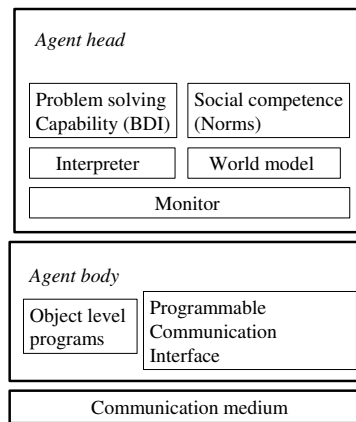 Agent head
Problem solving
Capability (BDI)
Social competence
(Norms)
Interpreter
World model
Monitor
Agent body
Object level
programs
Programmable
Communication
Interface
Communication medium